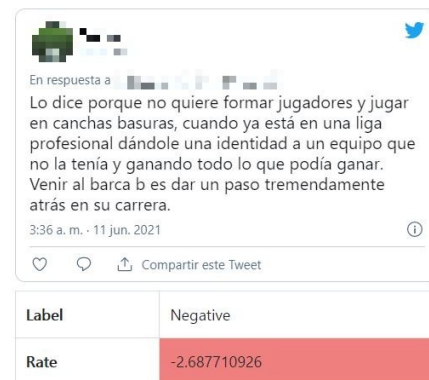 En respuesta a
Lo dice porque no quiere formar jugadores y jugar
en canchas basuras, cuando ya está en una liga
profesional dándole una identidad a un equipo que
no la tenía y ganando todo lo que podía ganar.
Venir al barca b es dar un paso tremendamente
atrás en su carrera.
3:36 a. m. · 11 jun. 2021
Compartir este Tweet
Label Negative
Rate -2.687710926